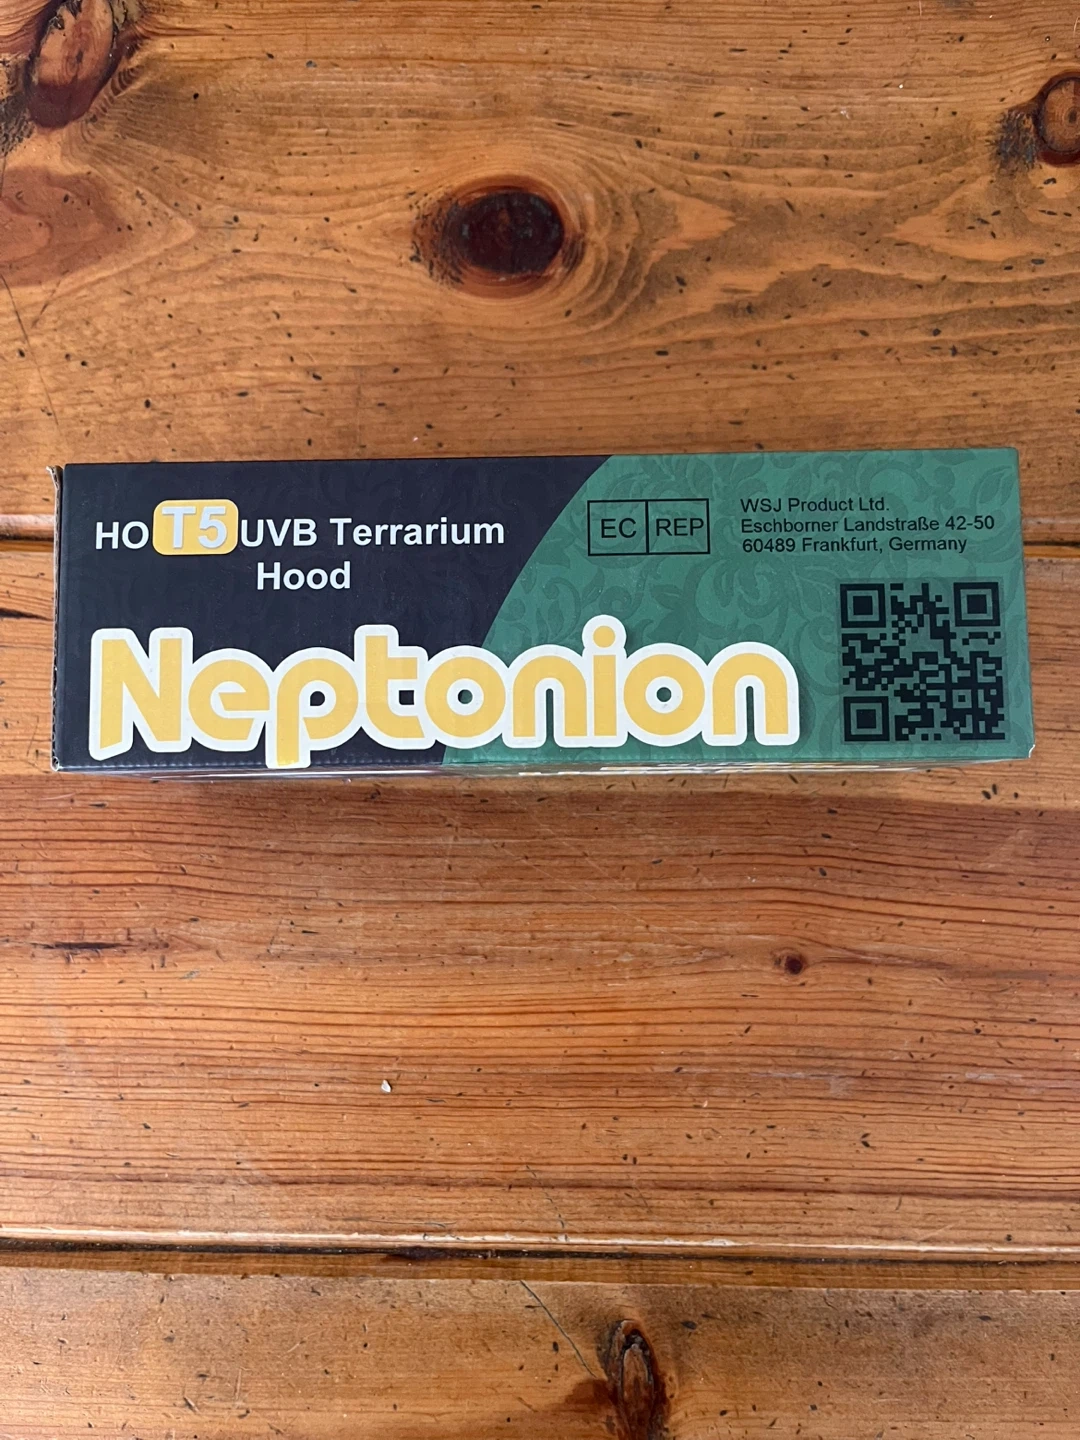 HO T5 UVB Terrarium
Hood
Neptonion
EC REP
WSJ Product Ltd.
Eschborner Landstraße 42-50
60489 Frankfurt, Germany